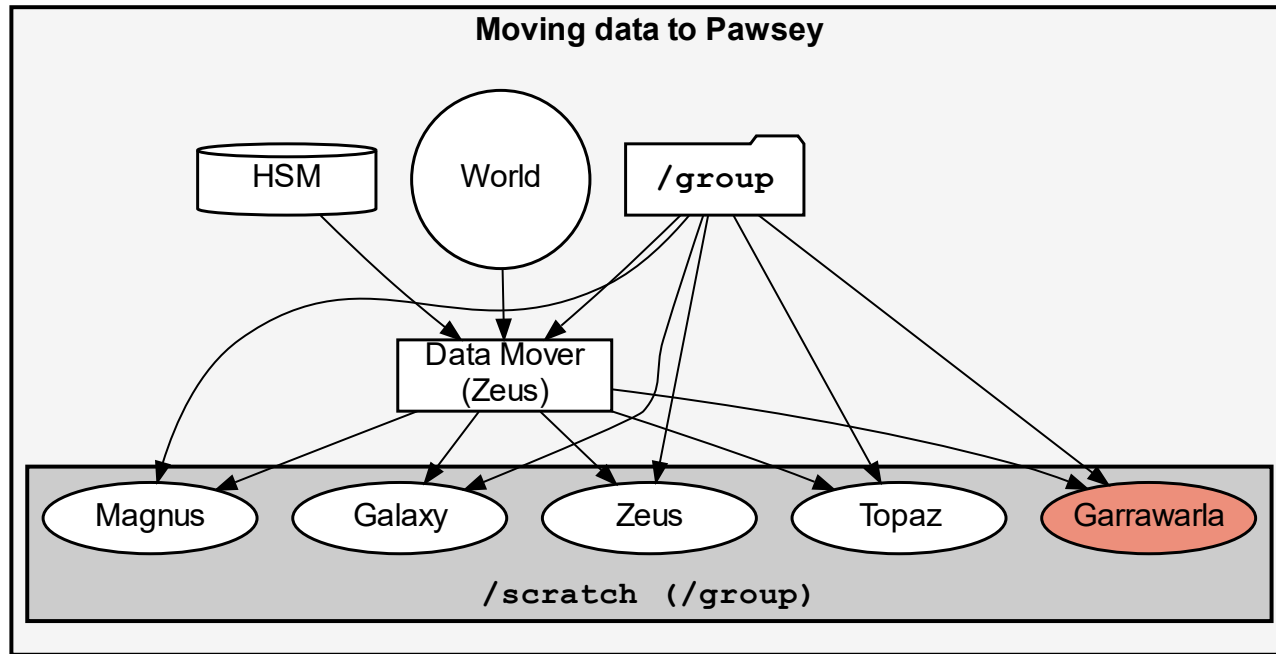 Moving data to Pawsey
HSM
World
/group
Data Mover
(Zeus)
Magnus
Galaxy
Zeus
Topaz
Garrawarla
/scratch (/group)